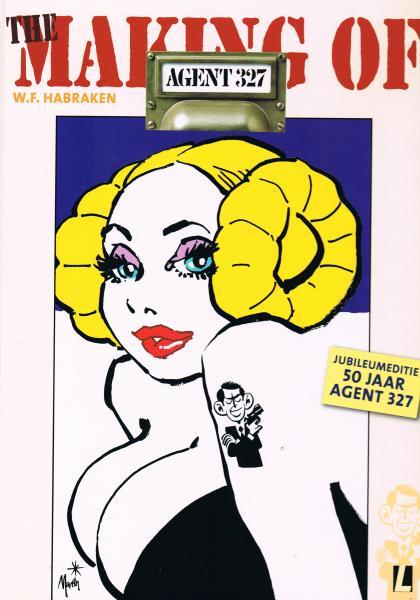 THE
MAKING OF
AGENT 327
W.F. HABRAKEN
JUBILEUMEDITIE
50 JAAR
AGENT 327
Martin
L